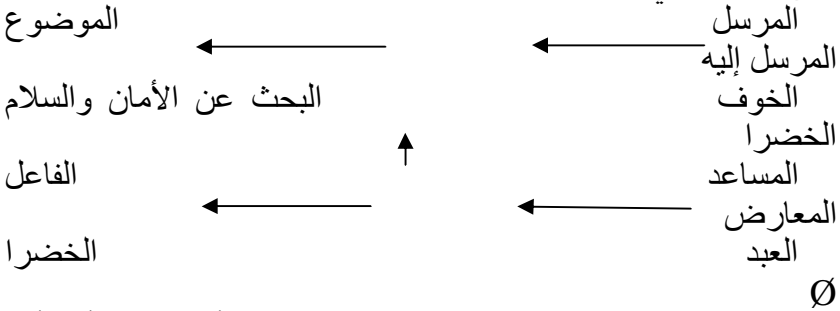 المرسل الموضوع
المرسل إليه
الخوف البحث عن الأمان والسلام
الخضرا
المساعد الفاعل
المعارض
العبد الخضرا
Ø